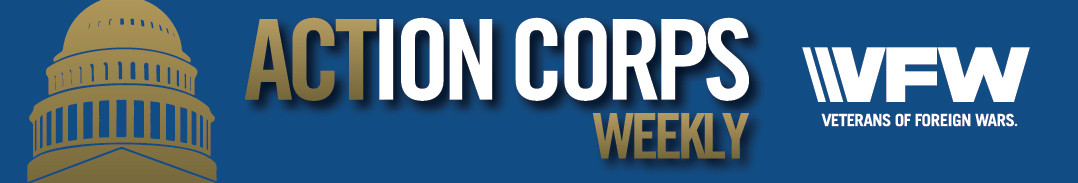 ACTION CORPS
WEEKLY
VFW
VETERANS OF FOREIGN WARS.